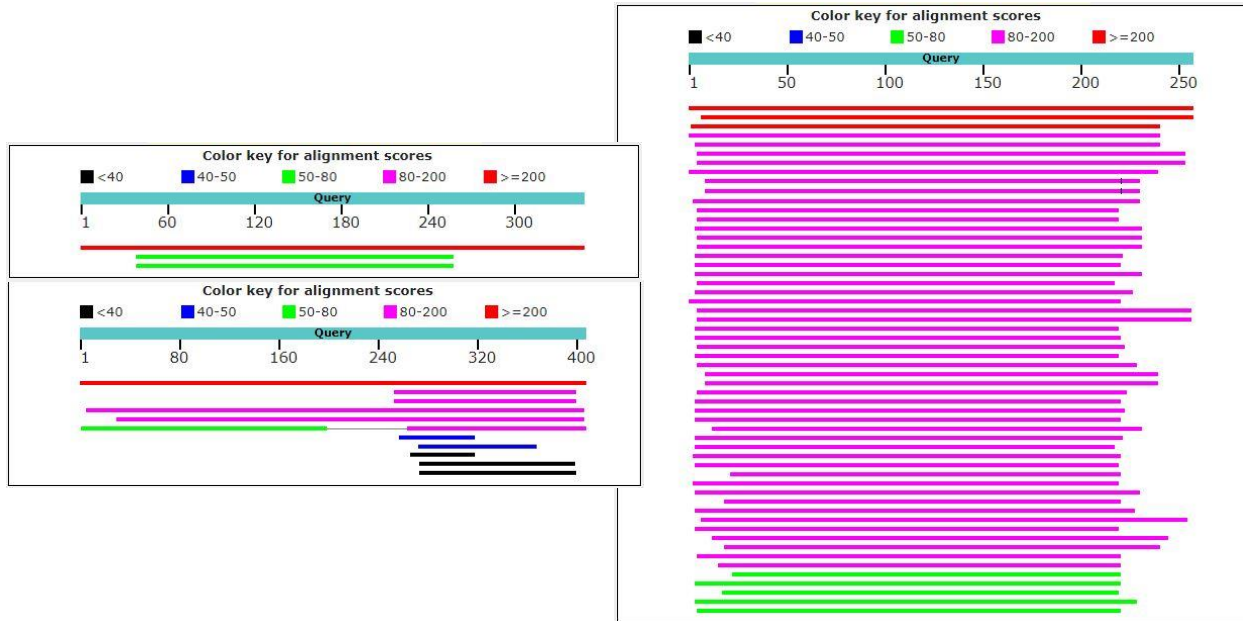 Color key for alignment scores
<40 40-50 50-80 80-200 >=200
Query
1 60 120 180 240 300
Color key for alignment scores
<40 40-50 50-80 80-200 >=200
Query
1 80 160 240 320 400
Color key for alignment scores
<40 40-50 50-80 80-200 >=200
Query
1 50 100 150 200 250